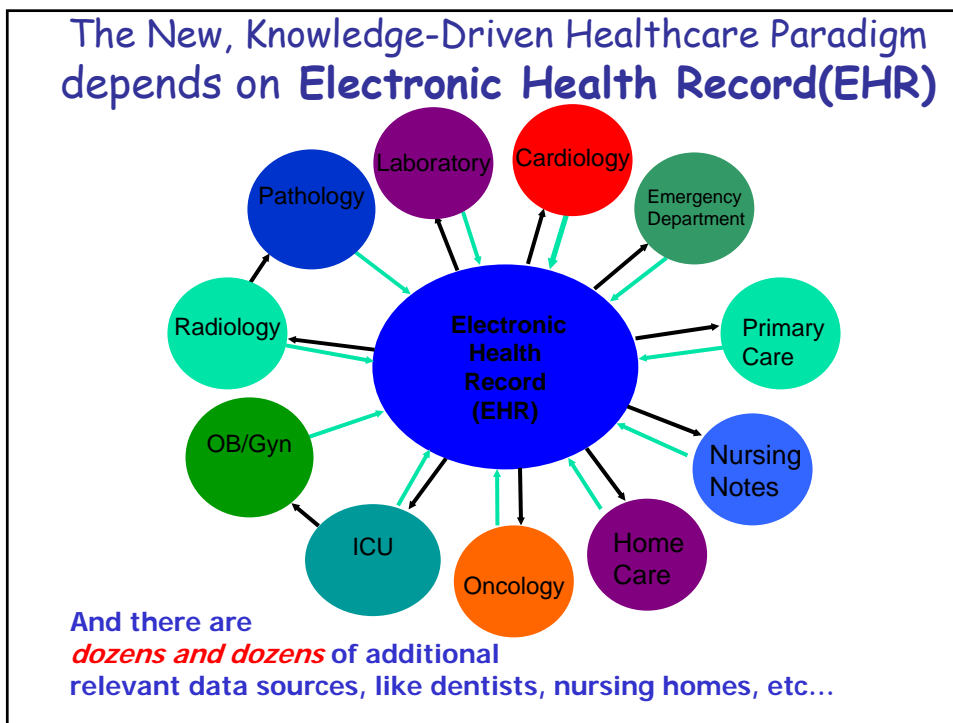 The New, Knowledge-Driven Healthcare Paradigm
depends on Electronic Health Record(EHR)
Laboratory
Cardiology
Pathology
Emergency
Department
Radiology
Electronic
Health
Record
(EHR)
Primary
Care
OB/Gyn
Nursing
Notes
ICU
Oncology
Home
Care
And there are
dozens and dozens of additional
relevant data sources, like dentists, nursing homes, etc...